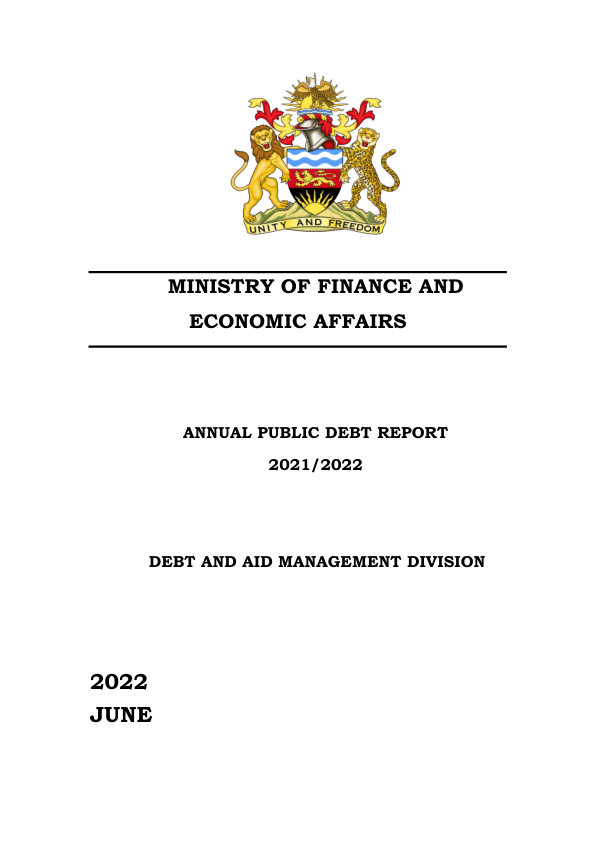 UNITY AND FREEDOM
MINISTRY OF FINANCE AND
ECONOMIC AFFAIRS
ANNUAL PUBLIC DEBT REPORT
2021/2022
DEBT AND AID MANAGEMENT DIVISION
2022
JUNE